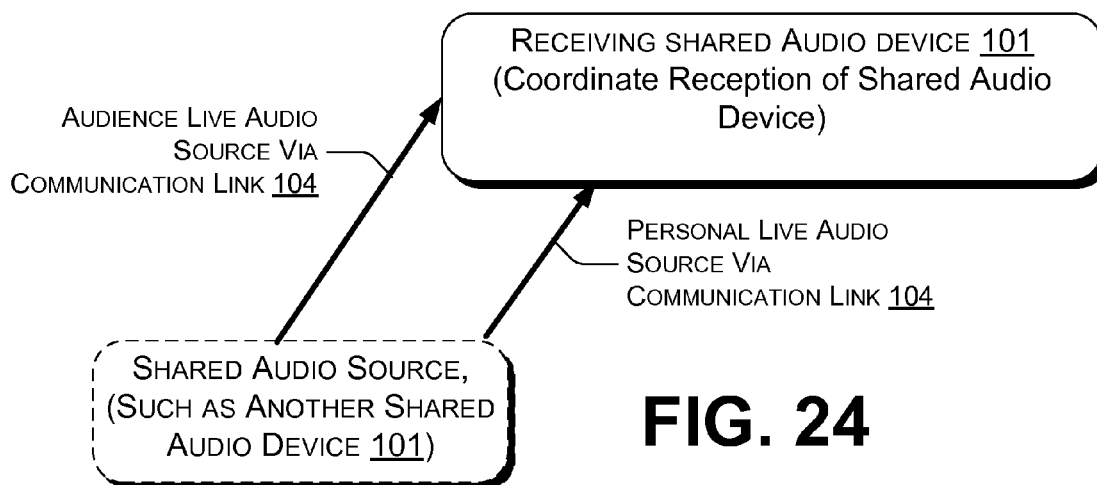 RECEIVING SHARED AUDIO DEVICE 101
(Coordinate Reception of Shared Audio
Device)
AUDIENCE LIVE AUDIO
SOURCE VIA
COMMUNICATION LINK 104
PERSONAL LIVE AUDIO
SOURCE VIA
COMMUNICATION LINK 104
SHARED AUDIO SOURCE,
(SUCH AS ANOTHER SHARED
AUDIO DEVICE 101)
FIG. 24